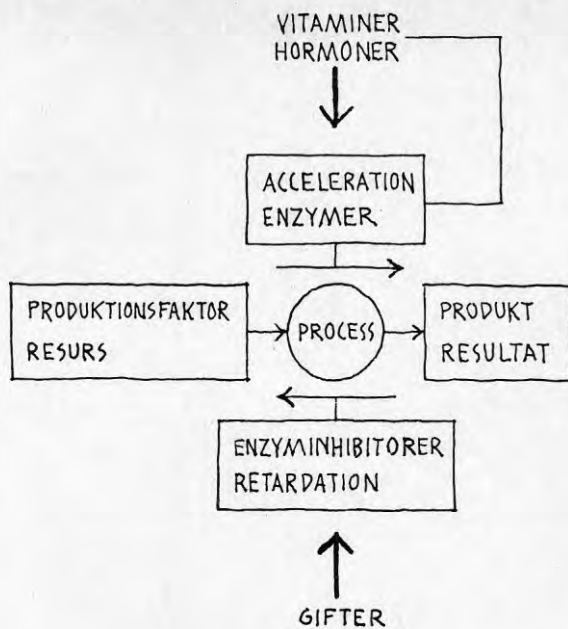 VITAMINER
HORMONER
ACCELERATION
ENZYMER
PRODUKTIONSFAKTOR
RESURS
PROCESS
PRODUKT
RESULTAT
ENZYMINHIBITORER
RETARDATION
GIFTER